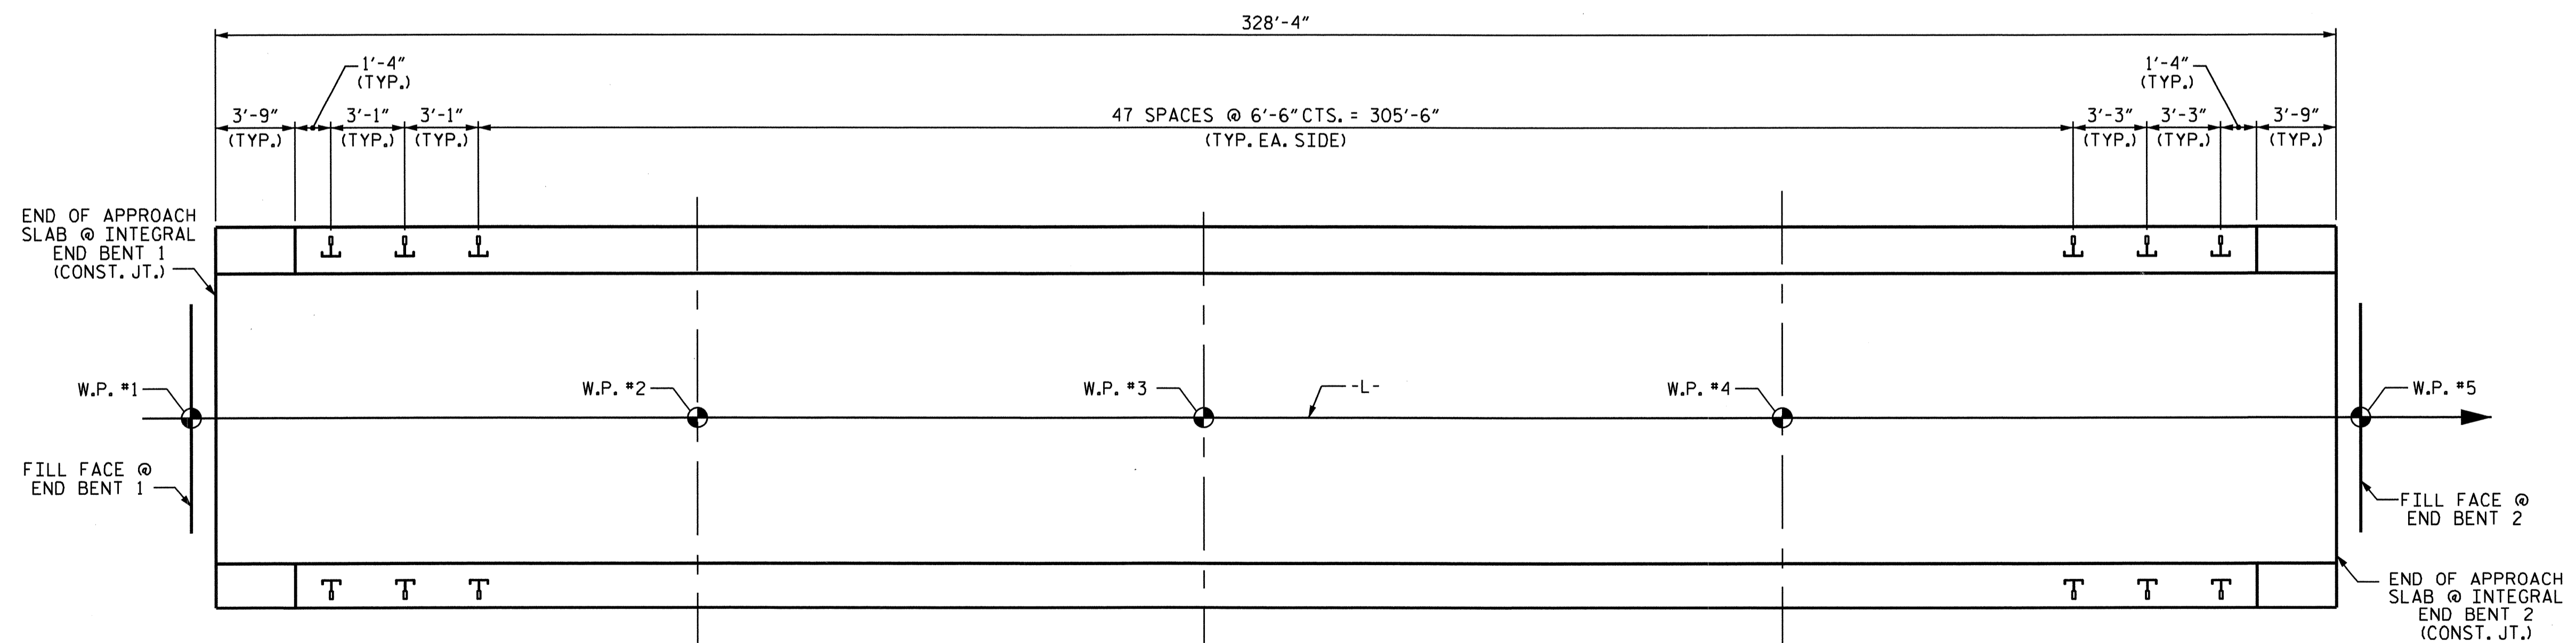 328'-4"
1'-4"
(TYP.)
1'-4"
(TYP.)
3'-9"
(TYP.)
3'-1"
(TYP.)
3'-1"
(TYP.)
47 SPACES @ 6'-6" CTS. = 305'-6"
(TYP. EA. SIDE)
3'-3"
(TYP.)
3'-3"
(TYP.)
3'-9"
(TYP.)
END OF APPROACH
SLAB @ INTEGRAL
END BENT 1
(CONST. JT.)
W.P. #1
W.P. #2
W.P. #3
-L-
W.P. #4
W.P. #5
FILL FACE @
END BENT 1
FILL FACE @
END BENT 2
END OF APPROACH
SLAB @ INTEGRAL
END BENT 2
(CONST. JT.)